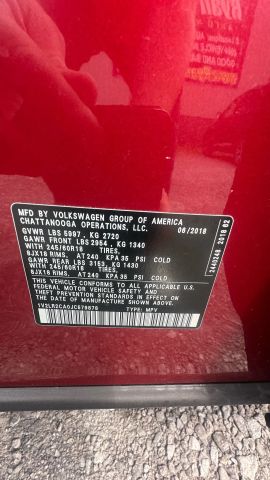 MFD BY VOLKSWAGEN GROUP OF AMERICA
CHATTANOOGA OPERATIONS, LLC. 06/2018
GVWR LBS 5997, KG 2720
GAWR FRONT LBS 2954, KG 1340
WITH 245/60R18 TIRES,
8JX18 RIMS, AT 240 KPA 35 PSI COLD
GAWR REAR LBS 3153, KG 1430
WITH 245/60R18 TIRES,
8JX18 RIMS, AT 240 KPA 35 PSI COLD
THIS VEHICLE CONFORMS TO ALL APPLICABLE
FEDERAL MOTOR VEHICLE SAFETY AND
THEFT PREVENTION STANDARDS IN EFFECT ON
THE DATE OF MANUFACTURE SHOWN ABOVE.
TYPE: MPV